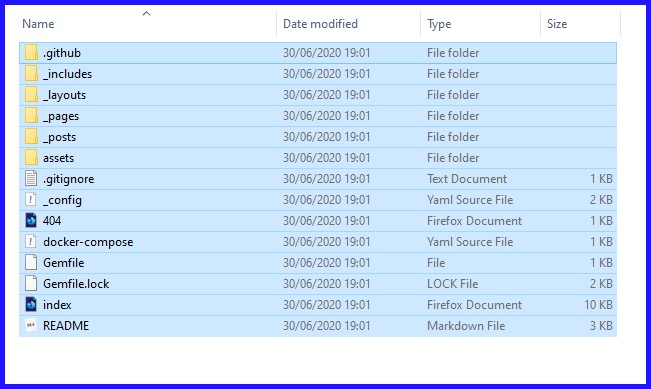 Name Date modified Type Size
.github 30/06/2020 19:01 File folder
_includes 30/06/2020 19:01 File folder
_layouts 30/06/2020 19:01 File folder
_pages 30/06/2020 19:01 File folder
_posts 30/06/2020 19:01 File folder
assets 30/06/2020 19:01 File folder
.gitignore 30/06/2020 19:01 Text Document 1 KB
_config 30/06/2020 19:01 Yaml Source File 2 KB
404 30/06/2020 19:01 Firefox Document 1 KB
docker-compose 30/06/2020 19:01 Yaml Source File 1 KB
Gemfile 30/06/2020 19:01 File 1 KB
Gemfile.lock 30/06/2020 19:01 LOCK File 2 KB
index 30/06/2020 19:01 Firefox Document 10 KB
README 30/06/2020 19:01 Markdown File 3 KB